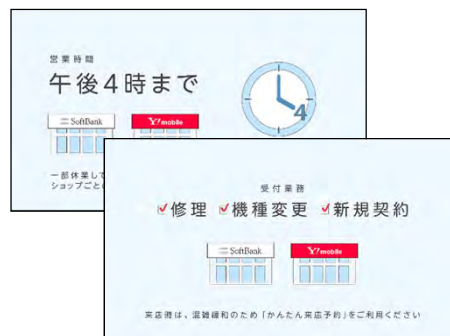 営業時間
午後4時まで
SoftBank
Y!mobile
4
一部休業して
ショップごとに
受付業務
修理 機種変更 新規契約
SoftBank
Y!mobile
来店時は、混雑緩和のため「かんたん来店予約」をご利用ください